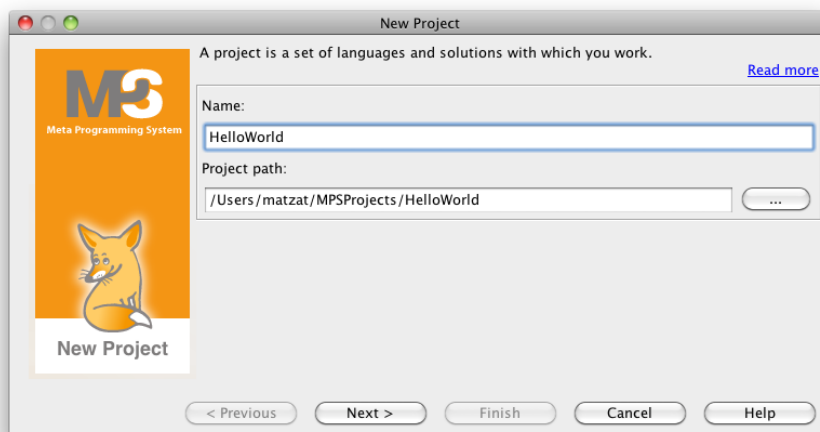 New Project
A project is a set of languages and solutions with which you work.
Read more
MPS
Meta Programming System
Name:
HelloWorld
Project path:
/Users/matzat/MPSProjects/HelloWorld
...
New Project
< Previous
Next >
Finish
Cancel
Help